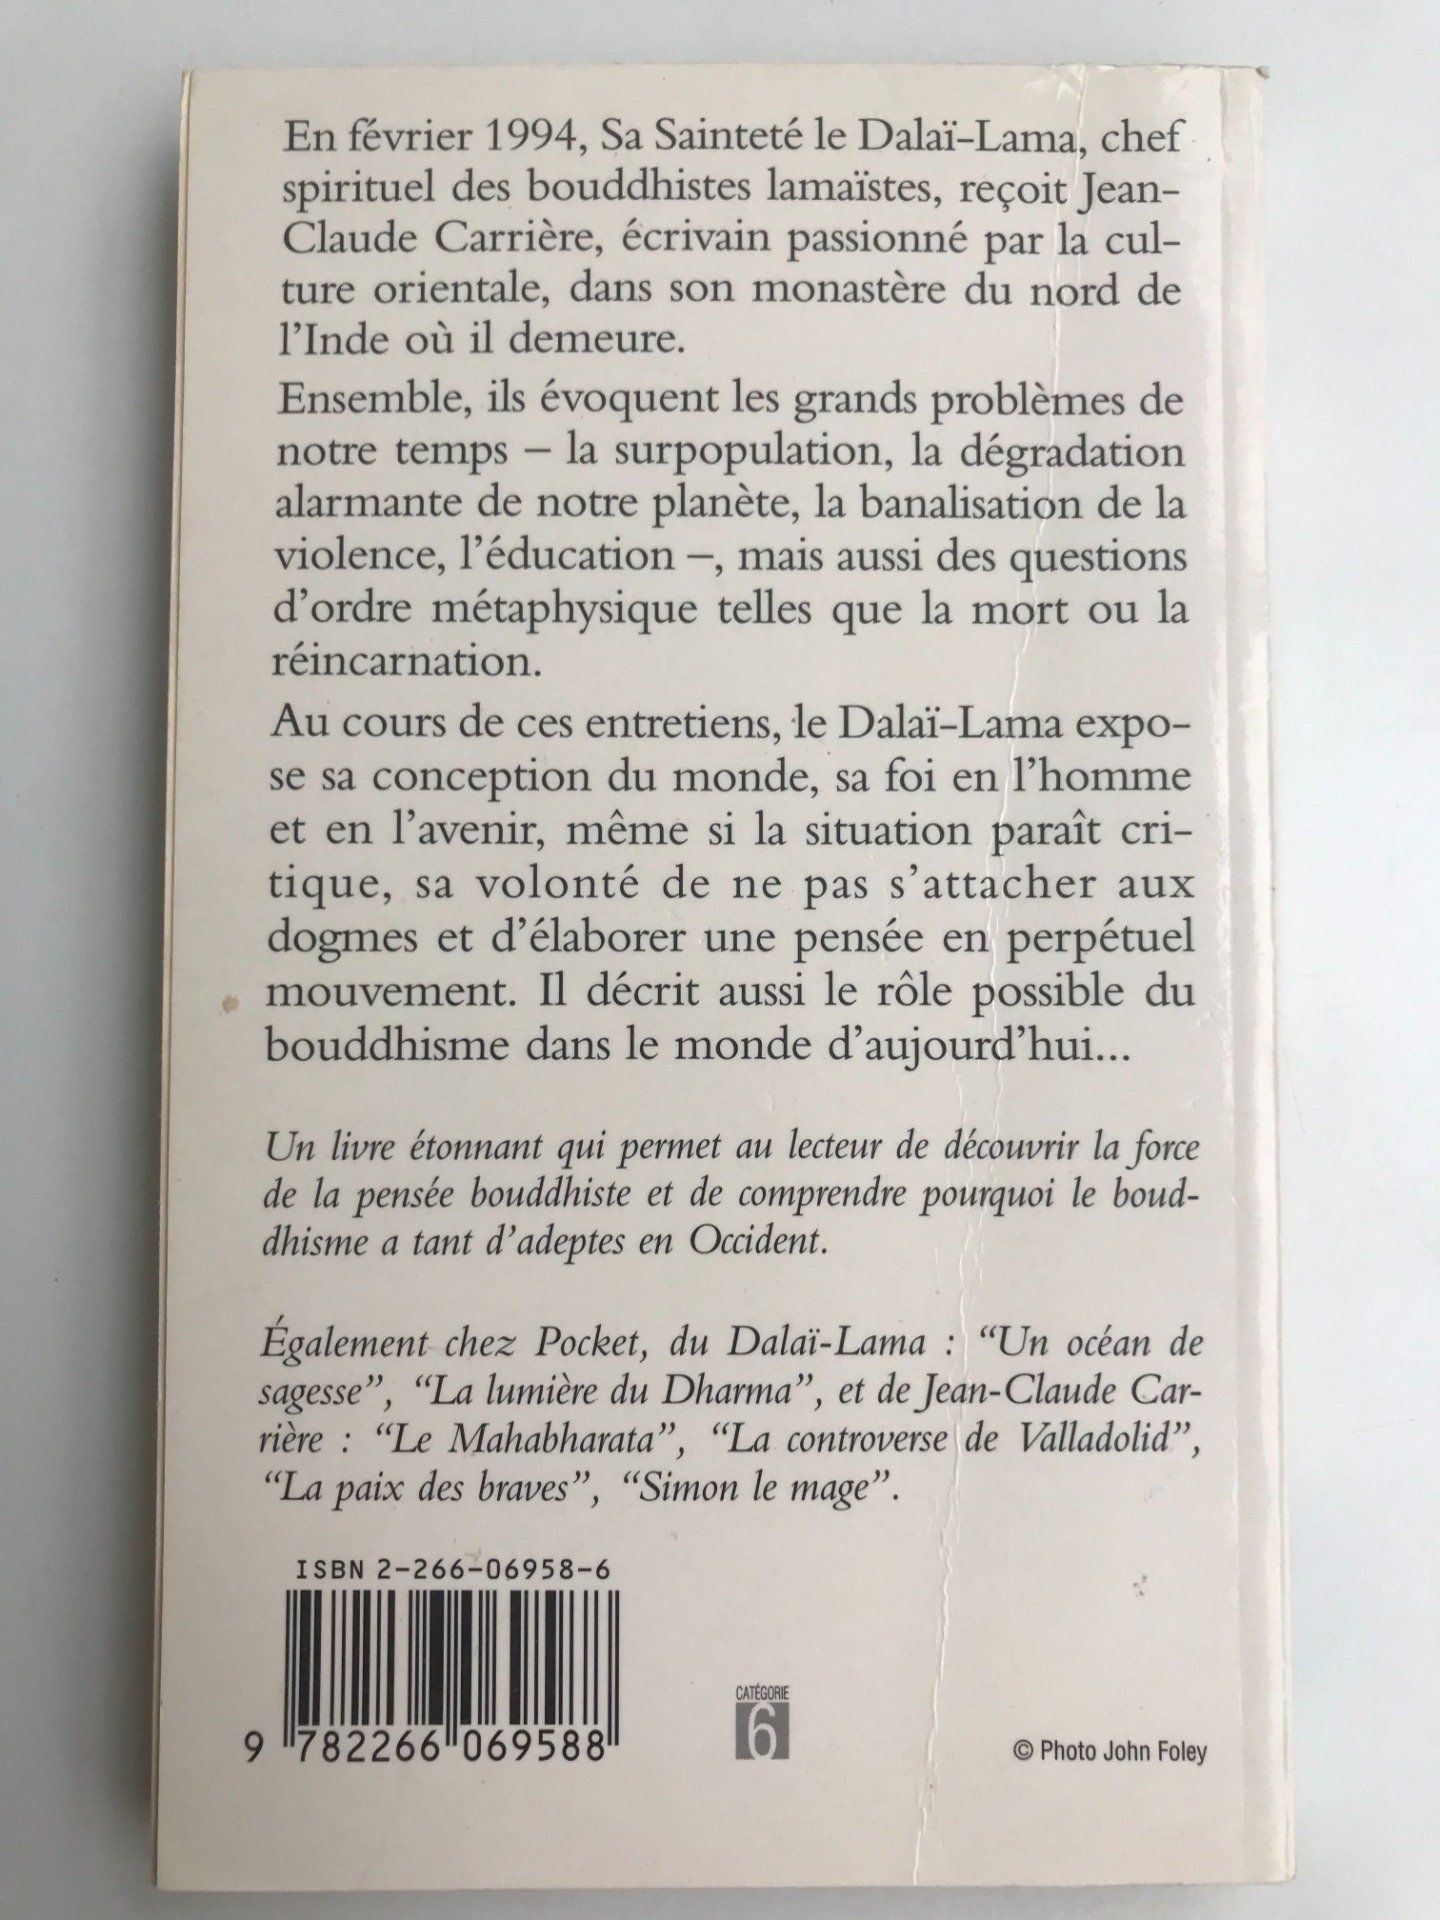 En février 1994, Sa Sainteté le Dalaï-Lama, chef
spirituel des bouddhistes lamaïstes, reçoit Jean-
Claude Carrière, écrivain passionné par la cul-
ture orientale, dans son monastère du nord de
l'Inde où il demeure.
Ensemble, ils évoquent les grands problèmes de
notre temps – la surpopulation, la dégradation
alarmante de notre planète, la banalisation de la
violence, l'éducation –, mais aussi des questions
d'ordre métaphysique telles que la mort ou la
réincarnation.
Au cours de ces entretiens, le Dalaï-Lama expo-
se sa conception du monde, sa foi en l'homme
et en l'avenir, même si la situation paraît cri-
tique, sa volonté de ne pas s'attacher aux
dogmes et d'élaborer une pensée en perpétuel
mouvement. Il décrit aussi le rôle possible du
bouddhisme dans le monde d'aujourd'hui...
Un livre étonnant qui permet au lecteur de découvrir la force
de la pensée bouddhiste et de comprendre pourquoi le boud-
dhisme a tant d'adeptes en Occident.
Également chez Pocket, du Dalaï-Lama : “Un océan de
sagesse”, “La lumière du Dharma”, et de Jean-Claude Car-
rière : “Le Mahabharata”, “La controverse de Valladolid”,
“La paix des braves”, “Simon le mage”.
ISBN 2-266-06958-6
9 782266 069588
CATÉGORIE
6
© Photo John Foley